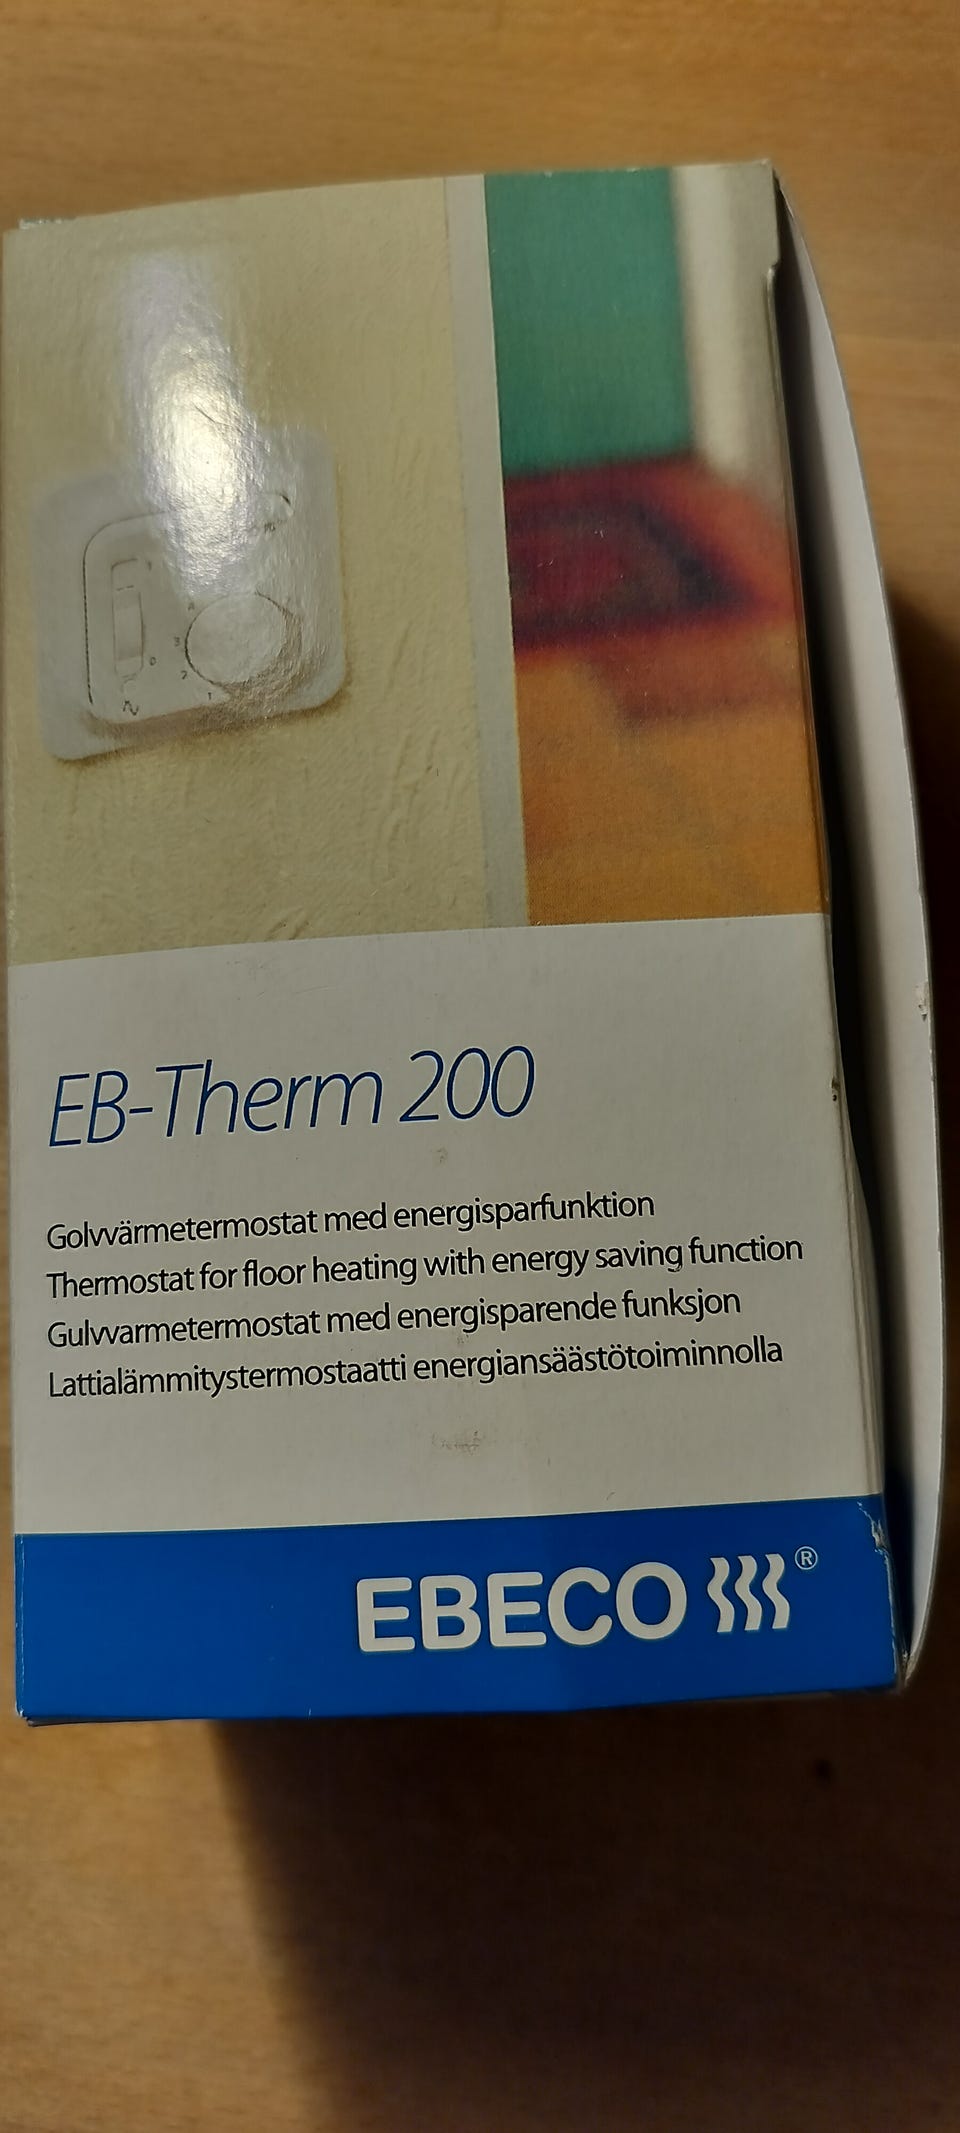 EB-Therm 200
Golvvärmetermostat med energisparfunktion
Thermostat for floor heating with energy saving function
Gulvvarmetermostat med energisparende funksjon
Lattialämmitystermostaatti energiansäästötoiminnolla
EBECO ®